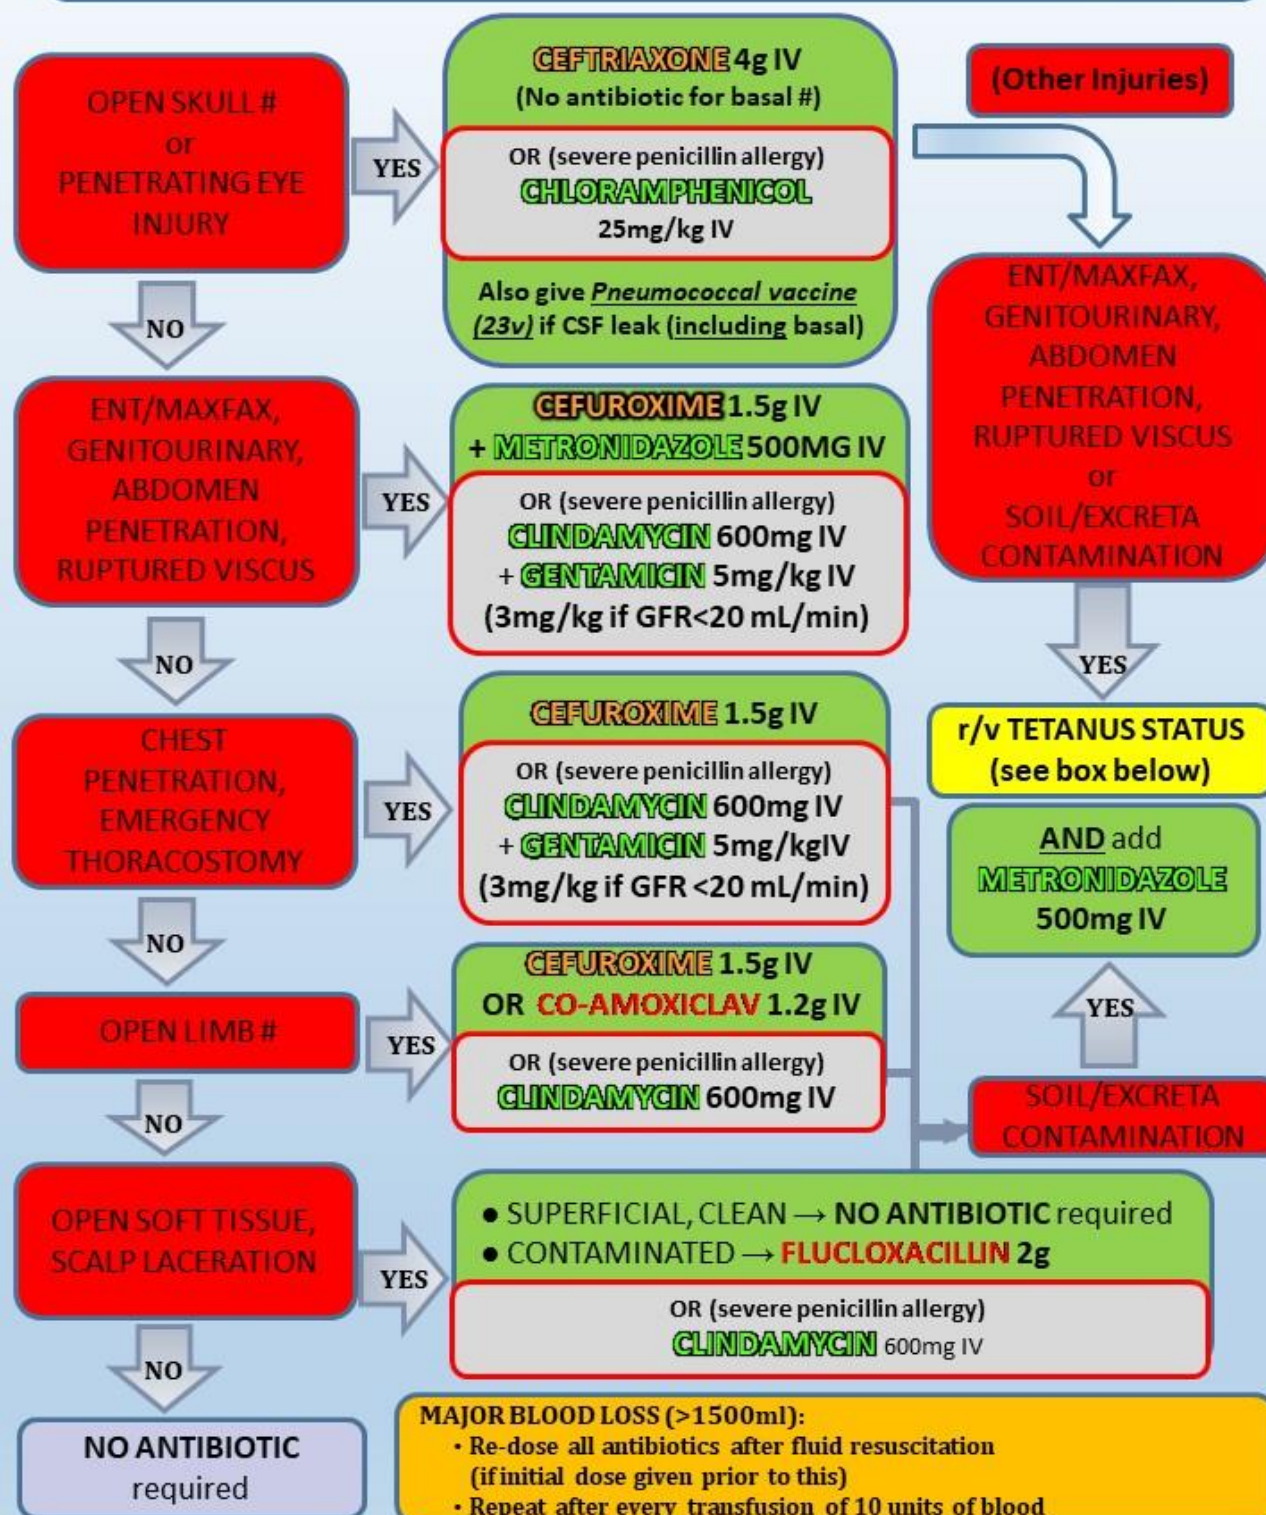 OPEN SKULL #
or
PENETRATING EYE
INJURY
YES
CEFTRIAXONE 4g IV
(No antibiotic for basal #)
OR (severe penicillin allergy)
CHLORAMPHENICOL
25mg/kg IV
Also give Pneumococcal vaccine
(23v) if CSF leak (including basal)
(Other Injuries)
ENT/MAXFAX,
GENITOURINARY,
ABDOMEN
PENETRATION,
RUPTURED VISCUS
or
SOIL/EXCRETA
CONTAMINATION
YES
r/v TETANUS STATUS
(see box below)
AND add
METRONIDAZOLE
500mg IV
YES
SOIL/EXCRETA
CONTAMINATION
NO
ENT/MAXFAX,
GENITOURINARY,
ABDOMEN
PENETRATION,
RUPTURED VISCUS
YES
CEFUROXIME 1.5g IV
+ METRONIDAZOLE 500MG IV
OR (severe penicillin allergy)
CLINDAMYCIN 600mg IV
+ GENTAMICIN 5mg/kg IV
(3mg/kg if GFR<20 mL/min)
NO
CHEST
PENETRATION,
EMERGENCY
THORACOSTOMY
YES
CEFUROXIME 1.5g IV
OR (severe penicillin allergy)
CLINDAMYCIN 600mg IV
+ GENTAMICIN 5mg/kgIV
(3mg/kg if GFR <20 mL/min)
NO
OPEN LIMB #
YES
CEFUROXIME 1.5g IV
OR CO-AMOXICLAV 1.2g IV
OR (severe penicillin allergy)
CLINDAMYCIN 600mg IV
NO
OPEN SOFT TISSUE,
SCALP LACERATION
YES
● SUPERFICIAL, CLEAN → NO ANTIBIOTIC required
● CONTAMINATED → FLUCLOXACILLIN 2g
OR (severe penicillin allergy)
CLINDAMYCIN 600mg IV
NO
NO ANTIBIOTIC
required
MAJOR BLOOD LOSS (>1500ml):
• Re-dose all antibiotics after fluid resuscitation
(if initial dose given prior to this)
• Repeat after every transfusion of 10 units of blood